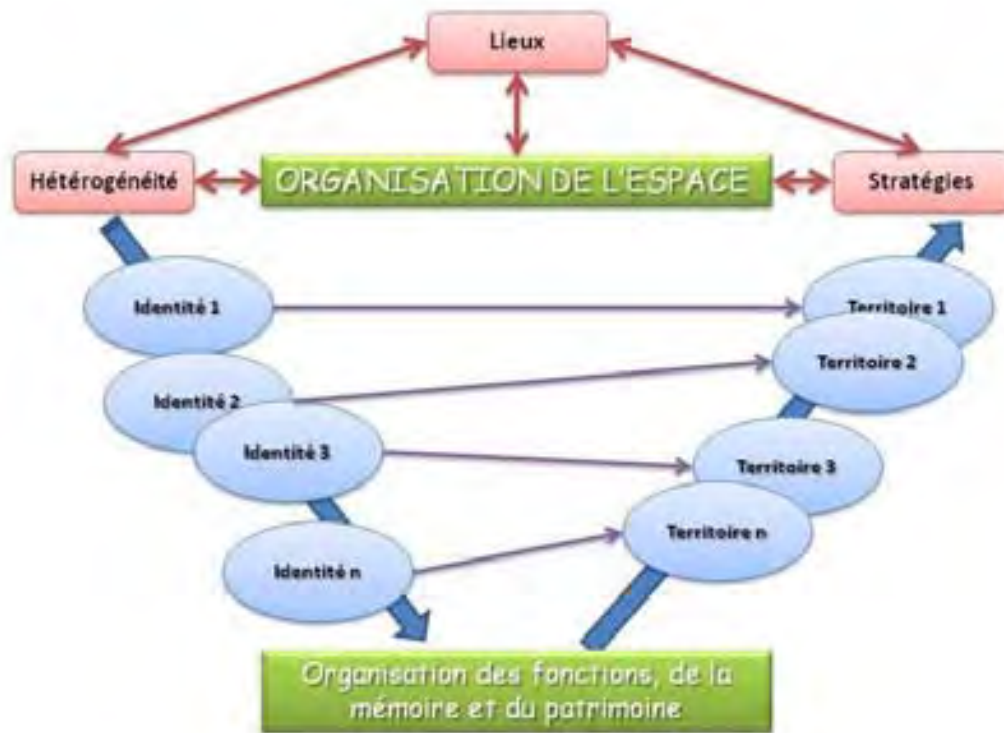 Lieux
Hétérogénéité
ORGANISATION DE L'ESPACE
Stratégies
Identité 1
Territoire 1
Identité 2
Territoire 2
Identité 3
Territoire 3
Identité n
Territoire n
Organisation des fonctions, de la
mémoire et du patrimoine